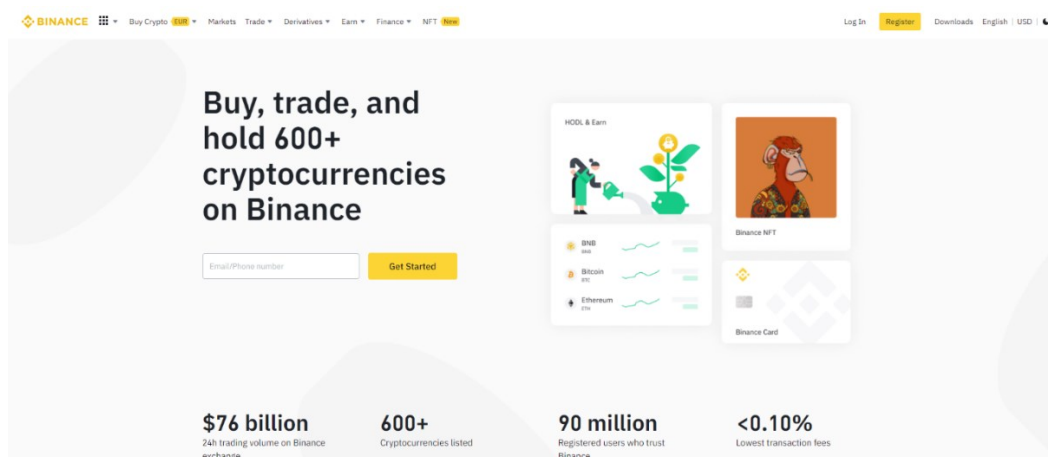 BINANCE Buy Crypto EUR Markets Trade Derivatives Earn Finance NFT New Log In Register Downloads English | USD |
Buy, trade, and
hold 600+
cryptocurrencies
on Binance
Email/Phone number Get Started
HODL & Earn
Binance NFT
BNB
BNB
Bitcoin
BTC
Ethereum
ETH
Binance Card
$76 billion
24h trading volume on Binance
exchange
600+
Cryptocurrencies listed
90 million
Registered users who trust
Binance
<0.10%
Lowest transaction fees